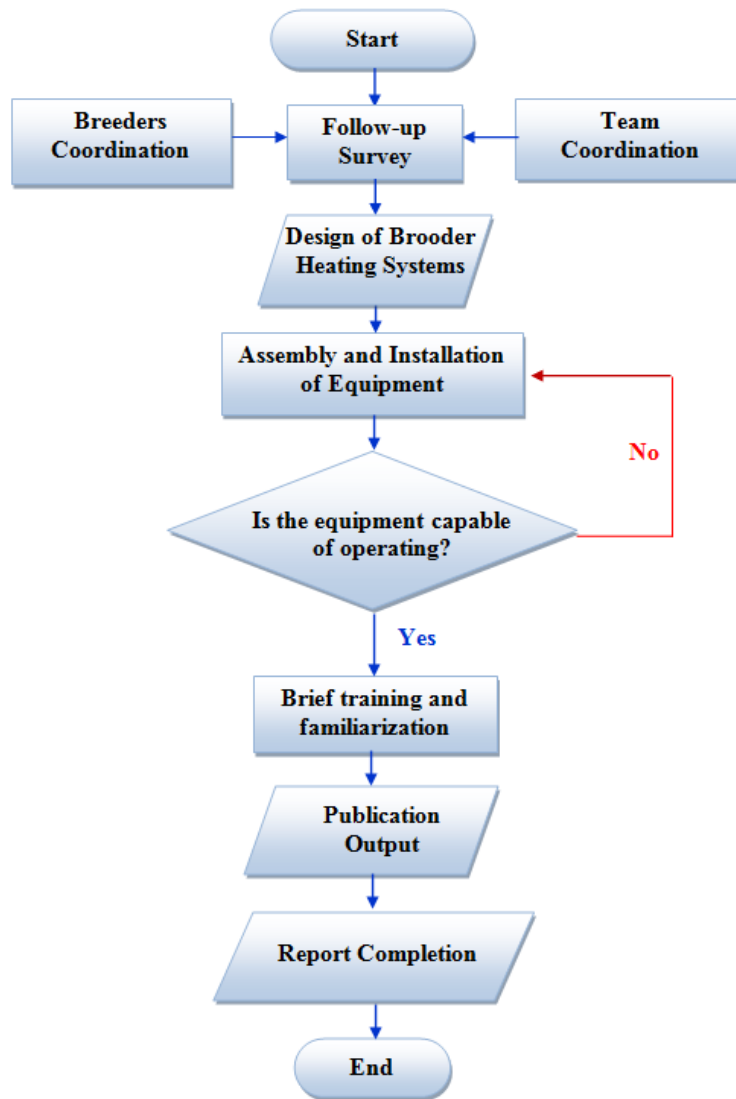 Start
Breeders
Coordination
Follow-up
Survey
Team
Coordination
Design of Brooder
Heating Systems
Assembly and Installation
of Equipment
No
Is the equipment capable
of operating?
Yes
Brief training and
familiarization
Publication
Output
Report Completion
End